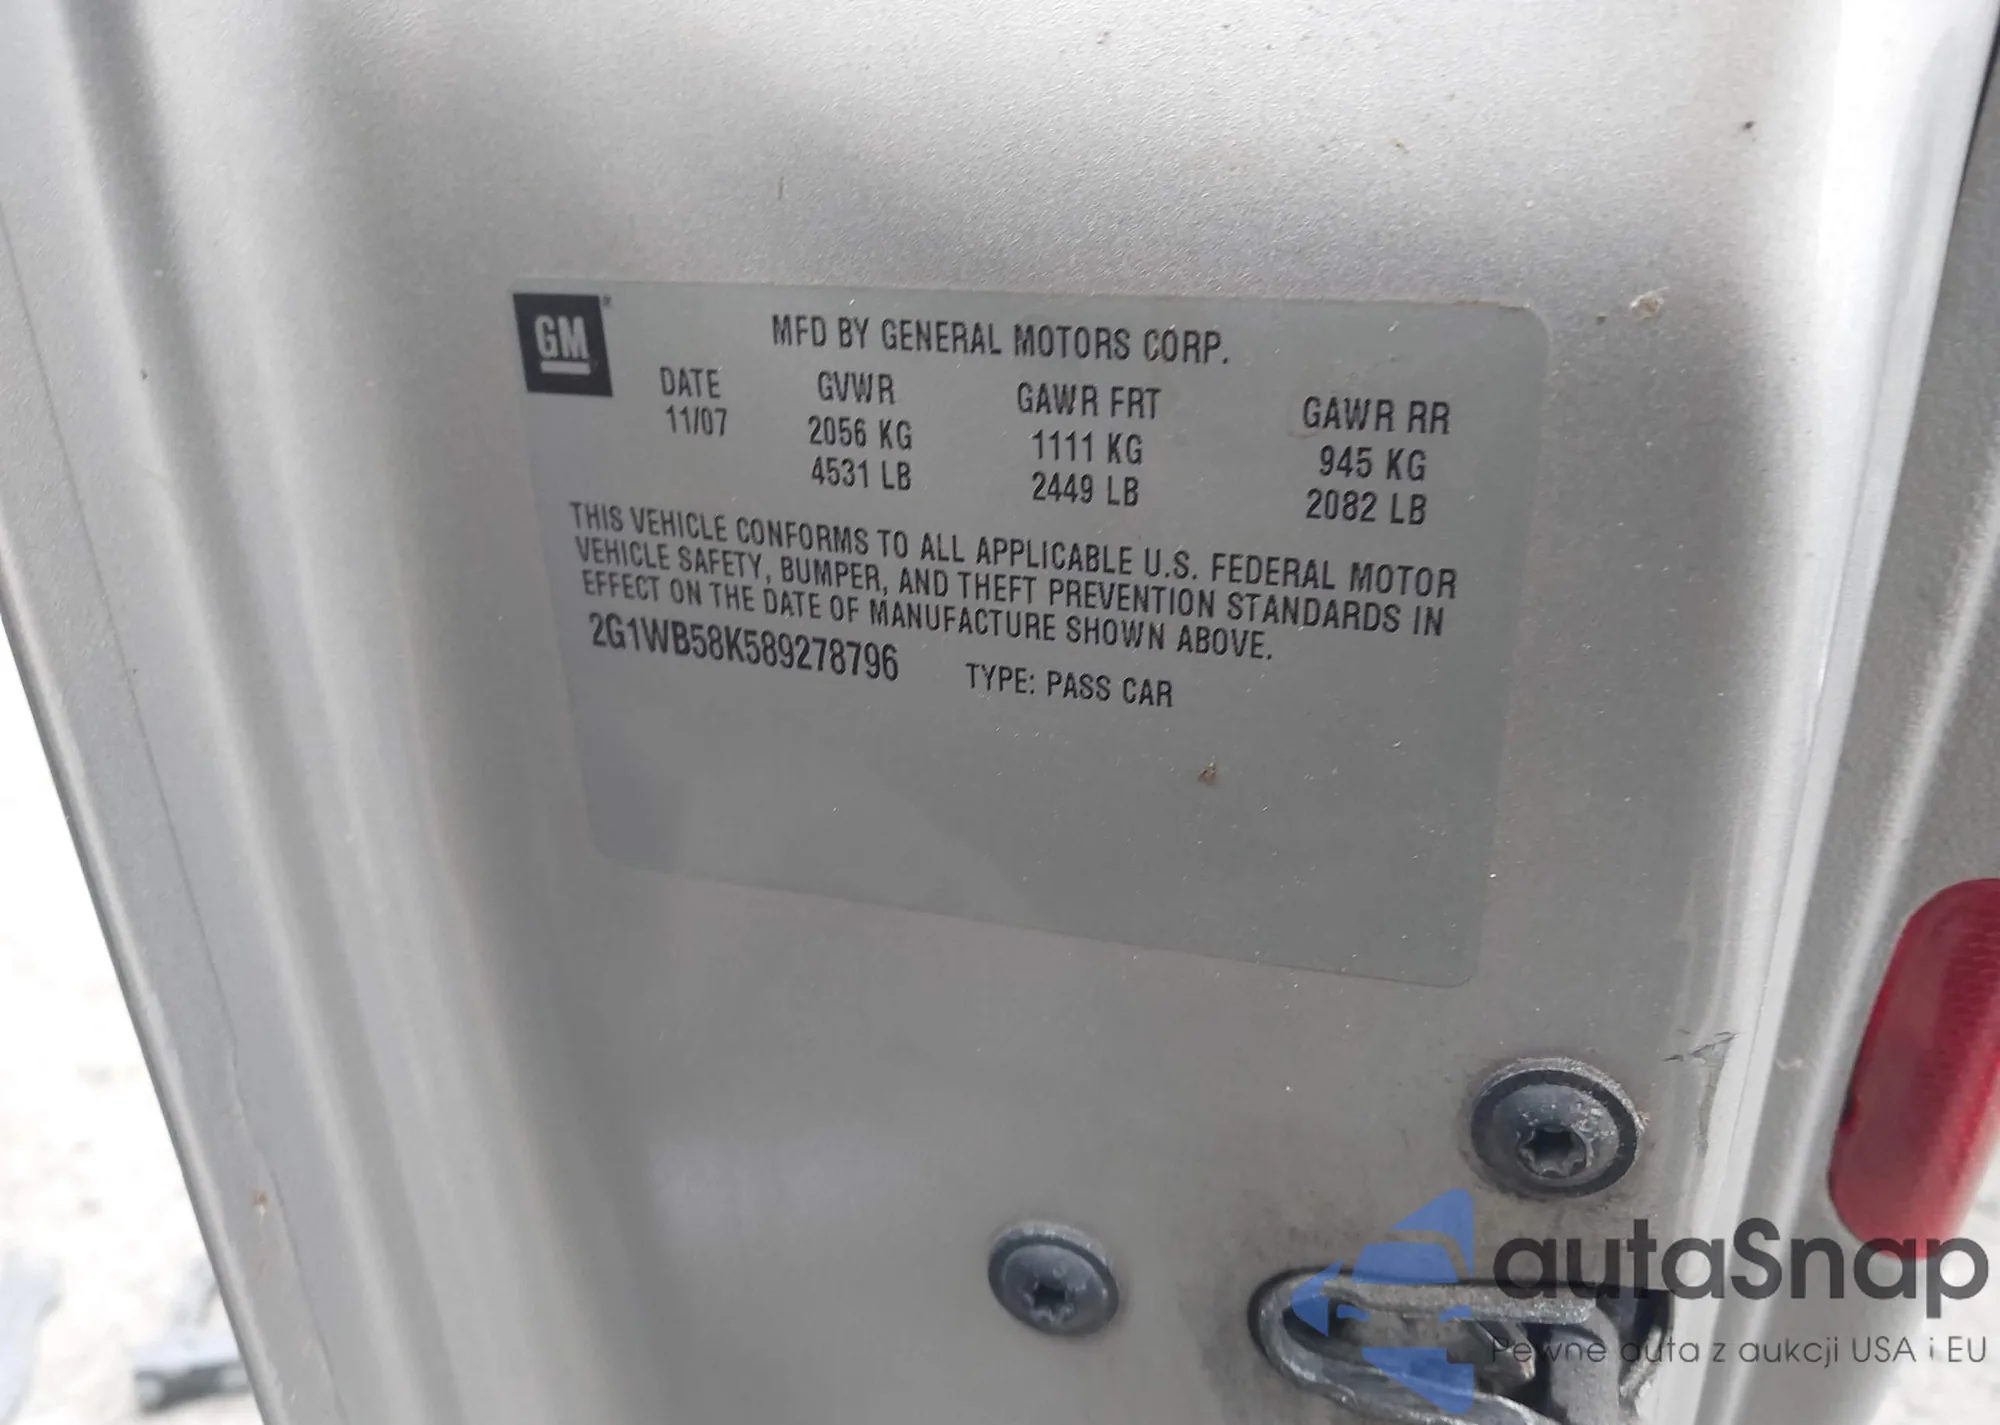 GM
MFD BY GENERAL MOTORS CORP.
DATE GVWR GAWR FRT GAWR RR
11/07 2056 KG 1111 KG 945 KG
4531 LB 2449 LB 2082 LB
THIS VEHICLE CONFORMS TO ALL APPLICABLE U.S. FEDERAL MOTOR
VEHICLE SAFETY, BUMPER, AND THEFT PREVENTION STANDARDS IN
EFFECT ON THE DATE OF MANUFACTURE SHOWN ABOVE.
2G1WB58K589278796 TYPE: PASS CAR
autaSnap
Pewne auta z aukcji USA i EU